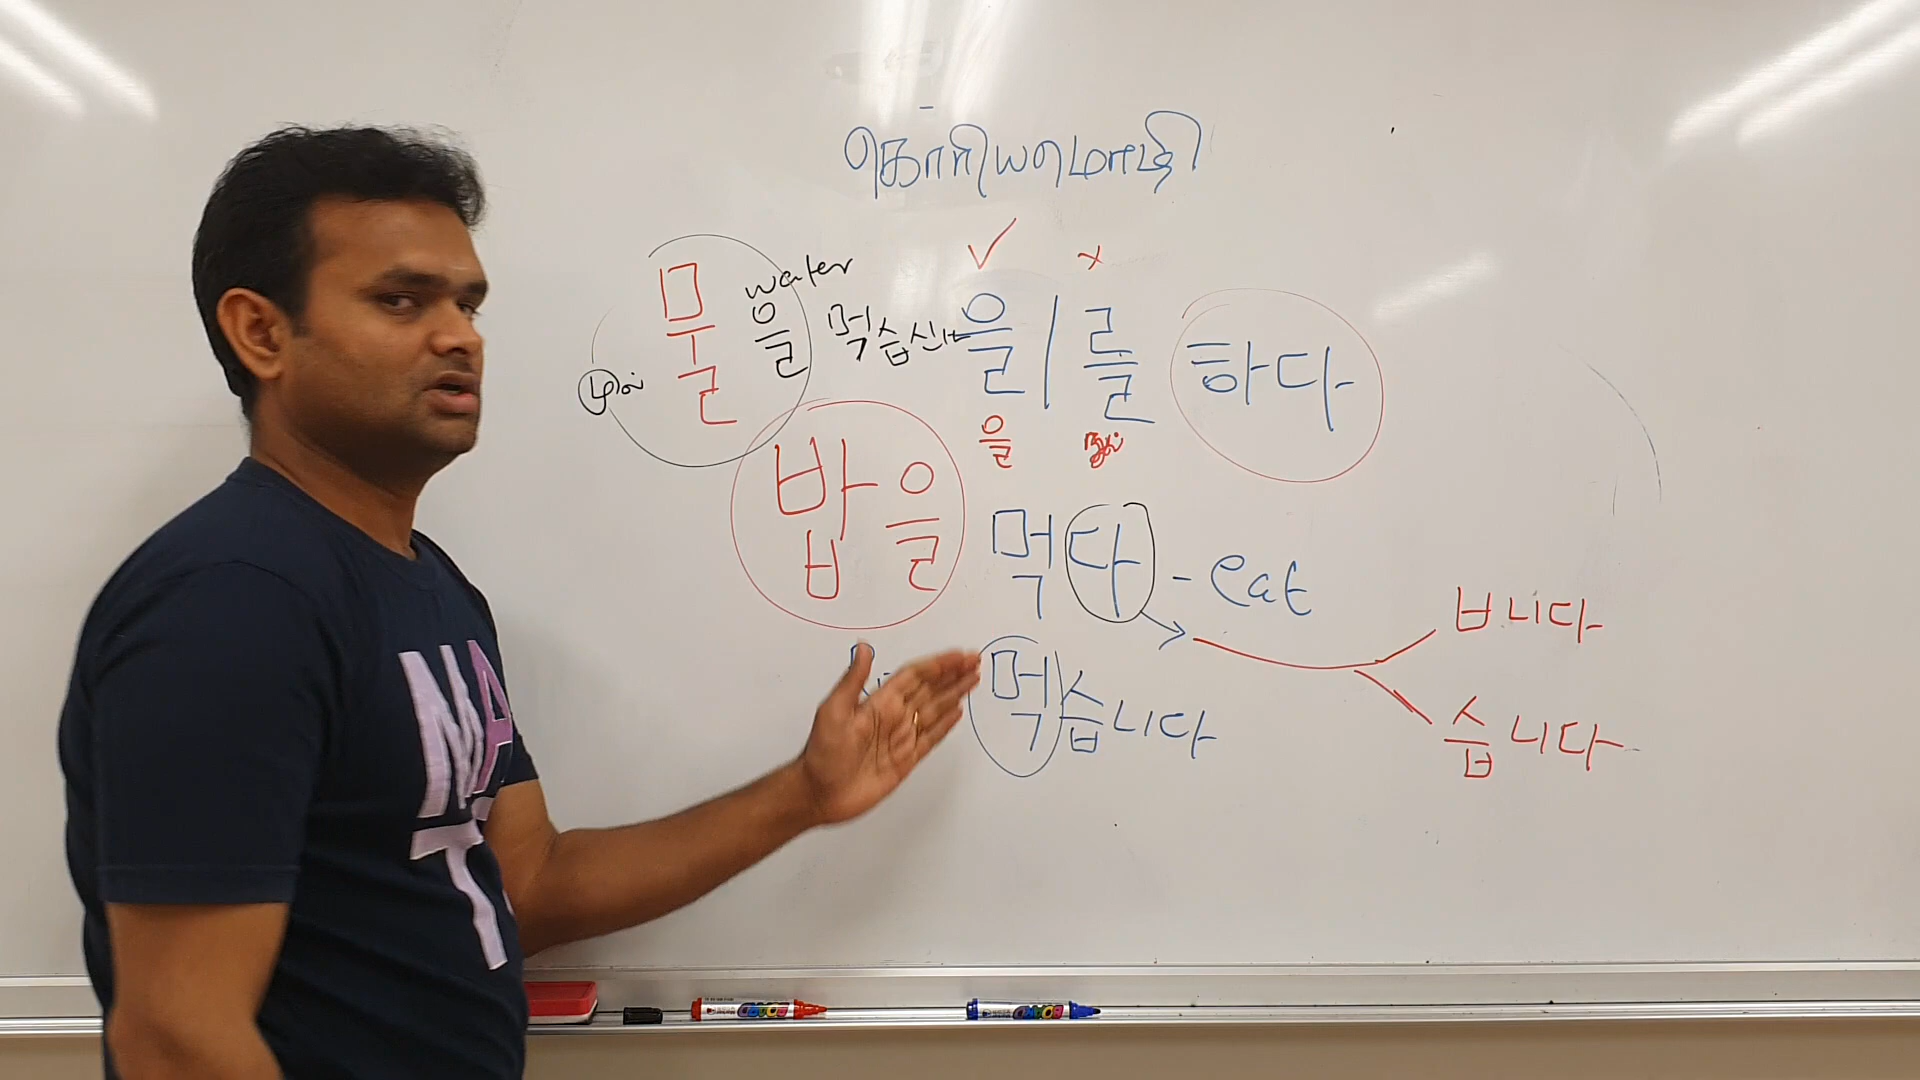 கொரியமொழி
✓ ×
물 water
을 먹습니다 을/를 하다
மூல்
밥을 을
먹다 - eat
ㅂ니다
먹습니다
습니다
MA
T